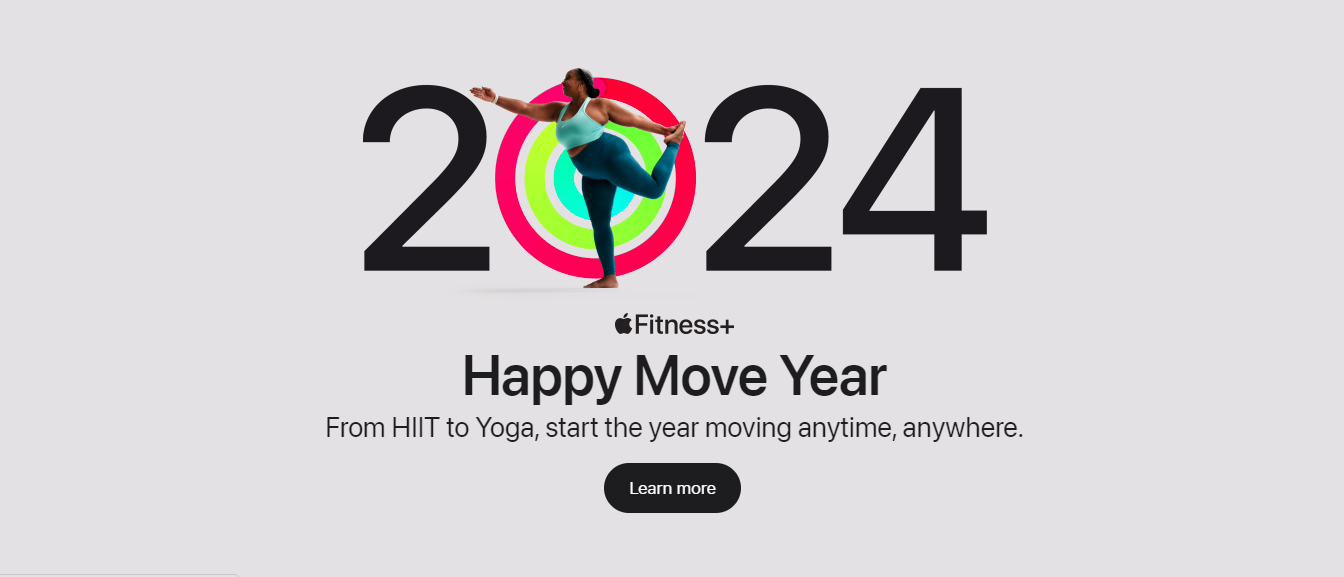 2024
Fitness+
Happy Move Year
From HIIT to Yoga, start the year moving anytime, anywhere.
Learn more